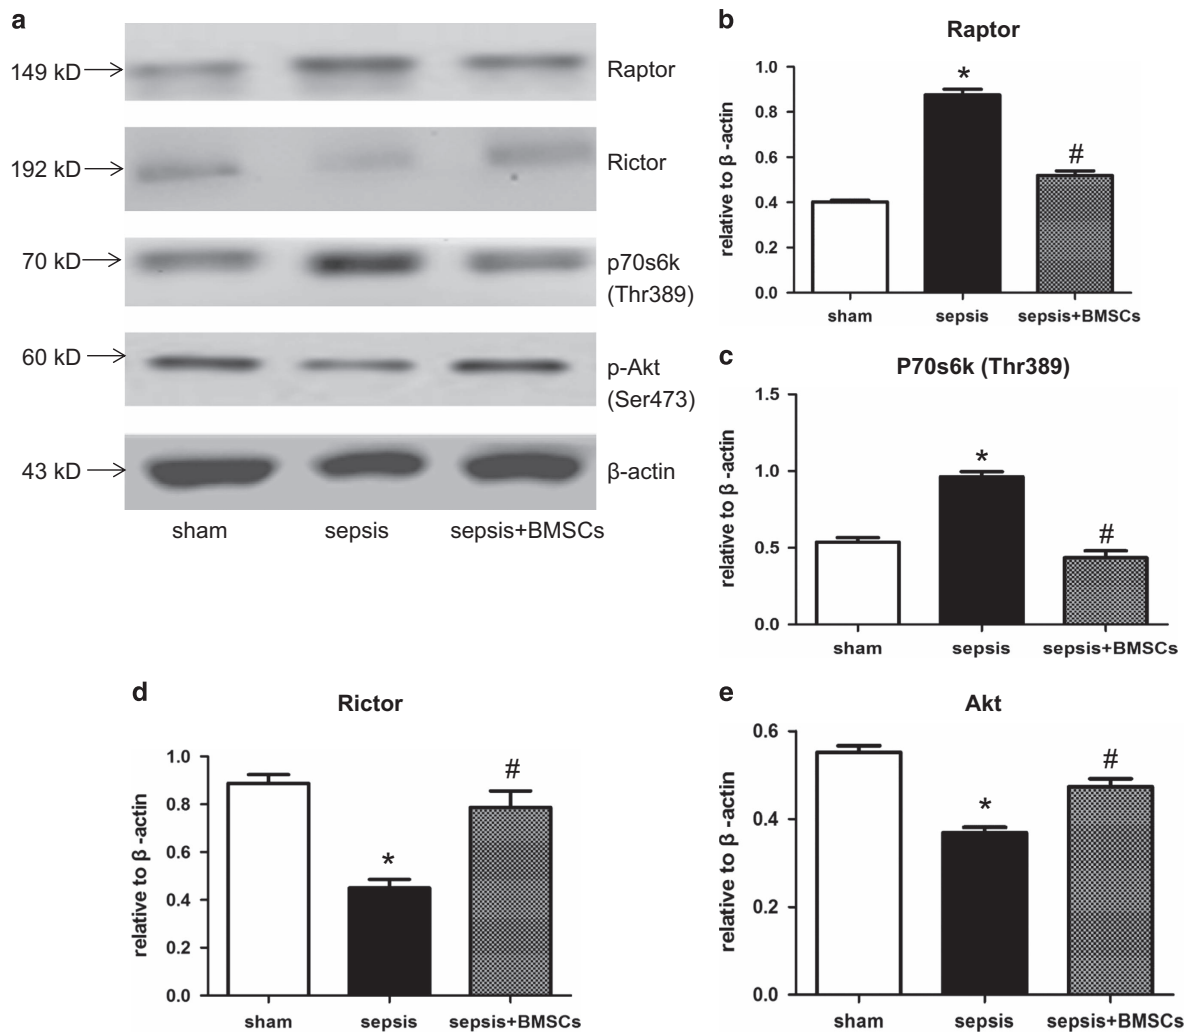 a
149 kD
Raptor
192 kD
Rictor
70 kD
p70s6k
(Thr389)
60 kD
p-Akt
(Ser473)
43 kD
β-actin
sham sepsis sepsis+BMSCs
b
Raptor
relative to β -actin
1.0
0.8
0.6
0.4
0.2
0.0
*
#
sham sepsis sepsis+BMSCs
c
P70s6k (Thr389)
relative to β -actin
1.5
1.0
0.5
0.0
*
#
sham sepsis sepsis+BMSCs
d
Rictor
relative to β -actin
1.0
0.8
0.6
0.4
0.2
0.0
*
#
sham sepsis sepsis+BMSCs
e
Akt
relative to β -actin
0.6
0.4
0.2
0.0
*
#
sham sepsis sepsis+BMSCs